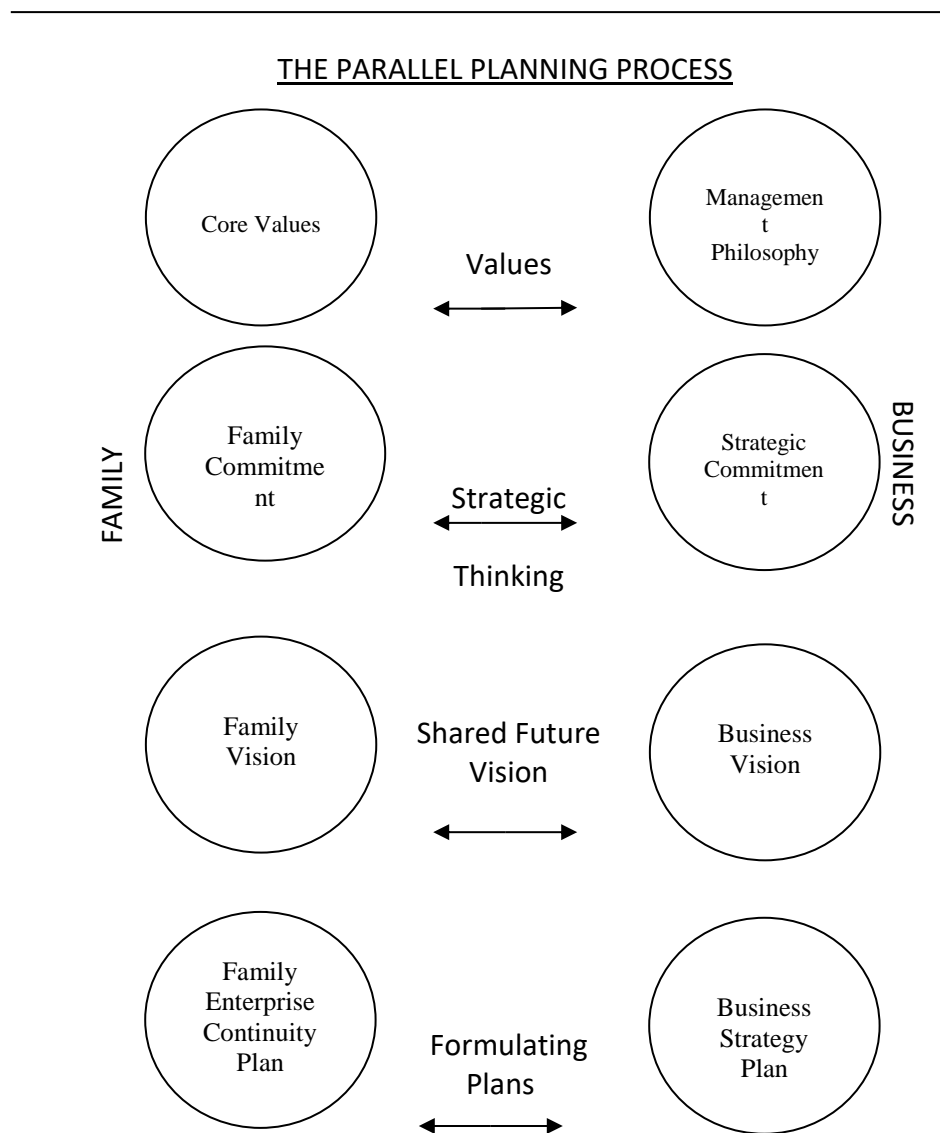 THE PARALLEL PLANNING PROCESS
Core Values
Managemen
t
Philosophy
Values
FAMILY
Family
Commitme
nt
Strategic
Thinking
Strategic
Commitmen
t
BUSINESS
Family
Vision
Shared Future
Vision
Business
Vision
Family
Enterprise
Continuity
Plan
Formulating
Plans
Business
Strategy
Plan